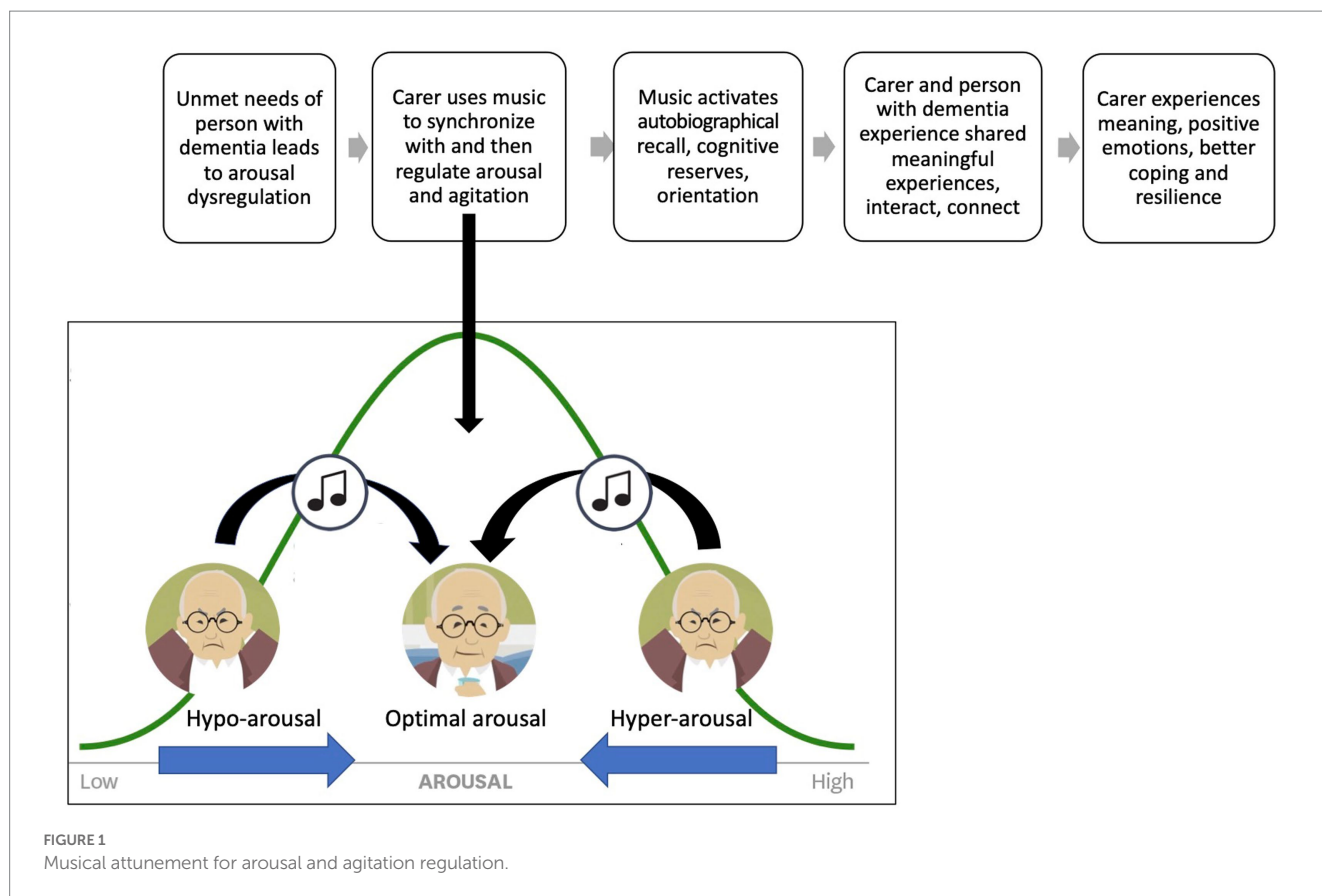 Unmet needs of
person with
dementia leads
to arousal
dysregulation
Carer uses music
to synchronize
with and then
regulate arousal
and agitation
Music activates
autobiographical
recall, cognitive
reserves,
orientation
Carer and person
with dementia
experience shared
meaningful
experiences,
interact, connect
Carer experiences
meaning, positive
emotions, better
coping and
resilience
Hypo-arousal
Optimal arousal
Hyper-arousal
Low
AROUSAL
High
FIGURE 1
Musical attunement for arousal and agitation regulation.